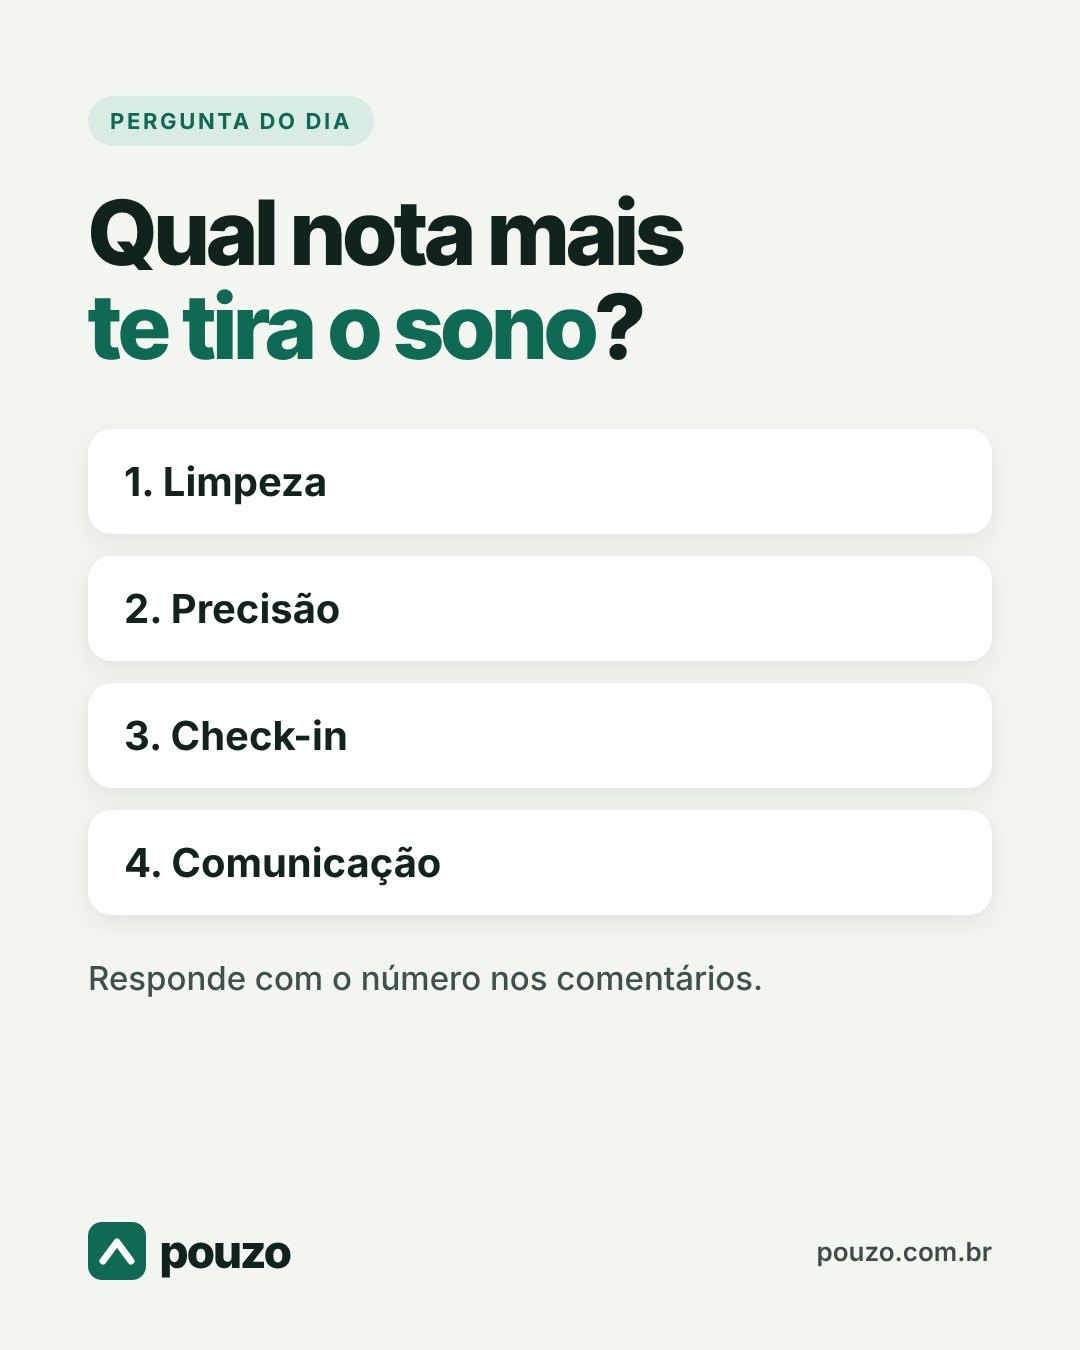 PERGUNTA DO DIA
Qual nota mais
te tira o sono?
1. Limpeza
2. Precisão
3. Check-in
4. Comunicação
Responde com o número nos comentários.
pouzo
pouzo.com.br